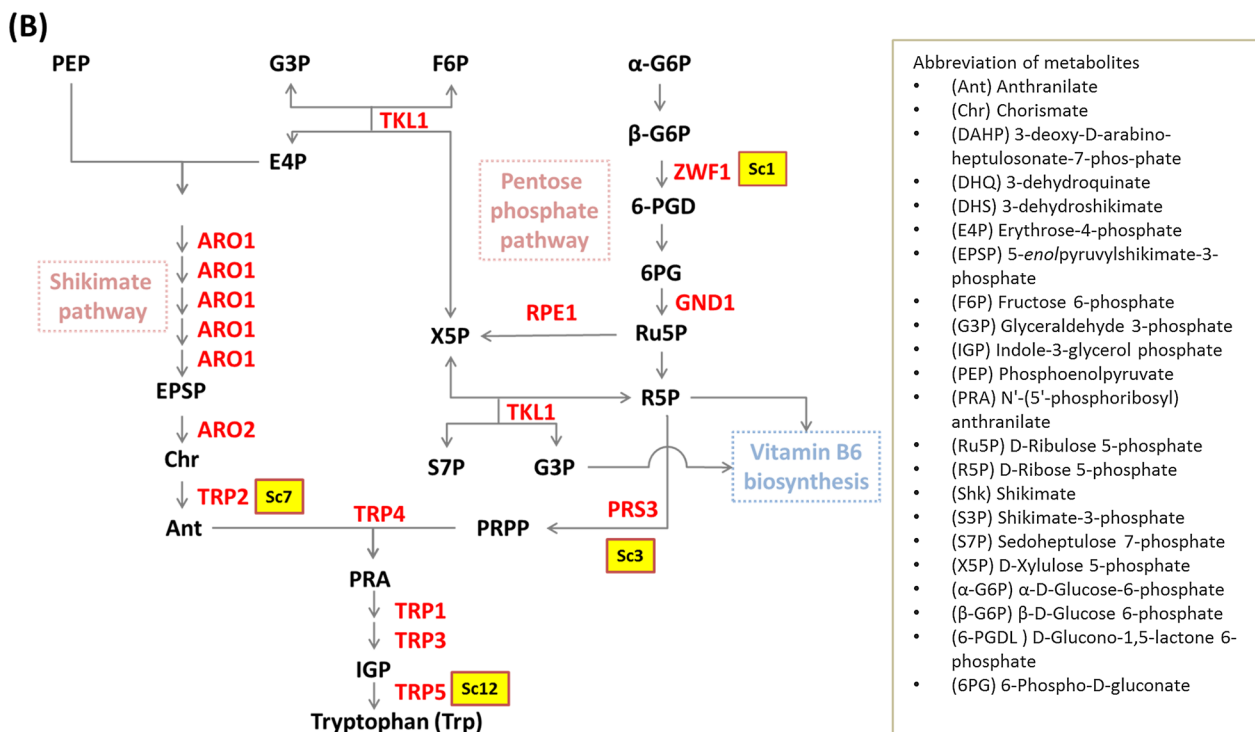 (B)
PEP
G3P
F6P
α-G6P
TKL1
β-G6P
E4P
ZWF1
Sc1
Pentose
phosphate
pathway
6-PGD
ARO1
ARO1
ARO1
ARO1
ARO1
Shikimate
pathway
6PG
GND1
RPE1
X5P
Ru5P
EPSP
R5P
TKL1
ARO2
Chr
S7P
G3P
Vitamin B6
biosynthesis
TRP2
Sc7
TRP4
PRS3
Ant
PRPP
Sc3
PRA
TRP1
TRP3
IGP
TRP5
Sc12
Tryptophan (Trp)
Abbreviation of metabolites
• (Ant) Anthranilate
• (Chr) Chorismate
• (DAHP) 3-deoxy-D-arabino-
heptulosonate-7-phos-phate
• (DHQ) 3-dehydroquinate
• (DHS) 3-dehydroshikimate
• (E4P) Erythrose-4-phosphate
• (EPSP) 5-enolpyruvylshikimate-3-
phosphate
• (F6P) Fructose 6-phosphate
• (G3P) Glyceraldehyde 3-phosphate
• (IGP) Indole-3-glycerol phosphate
• (PEP) Phosphoenolpyruvate
• (PRA) N'-(5'-phosphoribosyl)
anthranilate
• (Ru5P) D-Ribulose 5-phosphate
• (R5P) D-Ribose 5-phosphate
• (Shk) Shikimate
• (S3P) Shikimate-3-phosphate
• (S7P) Sedoheptulose 7-phosphate
• (X5P) D-Xylulose 5-phosphate
• (α-G6P) α-D-Glucose-6-phosphate
• (β-G6P) β-D-Glucose 6-phosphate
• (6-PGDL ) D-Glucono-1,5-lactone 6-
phosphate
• (6PG) 6-Phospho-D-gluconate